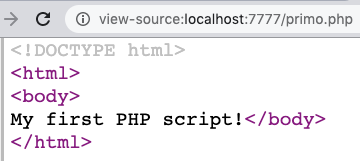 view-source:localhost:7777/primo.php
<!DOCTYPE html>
<html>
<body>
My first PHP script!</body>
</html>